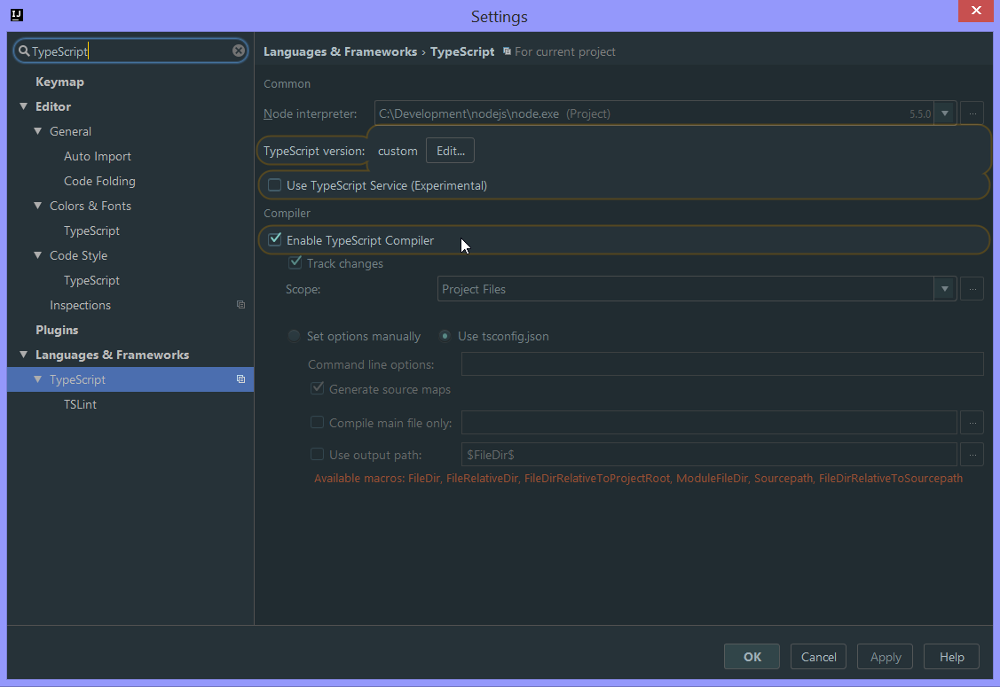 IJ
Settings
TypeScript
Keymap
Editor
General
Auto Import
Code Folding
Colors & Fonts
TypeScript
Code Style
TypeScript
Inspections
Plugins
Languages & Frameworks
TypeScript
TSLint
Languages & Frameworks › TypeScript For current project
Common
Node interpreter: C:\Development\nodejs\node.exe (Project) 5.5.0 ...
TypeScript version: custom Edit...
Use TypeScript Service (Experimental)
Compiler
Enable TypeScript Compiler
Track changes
Scope: Project Files ...
Set options manually Use tsconfig.json
Command line options:
Generate source maps
Compile main file only: ...
Use output path: $FileDir$ ...
Available macros: FileDir, FileRelativeDir, FileDirRelativeToProjectRoot, ModuleFileDir, Sourcepath, FileDirRelativeToSourcepath
OK Cancel Apply Help